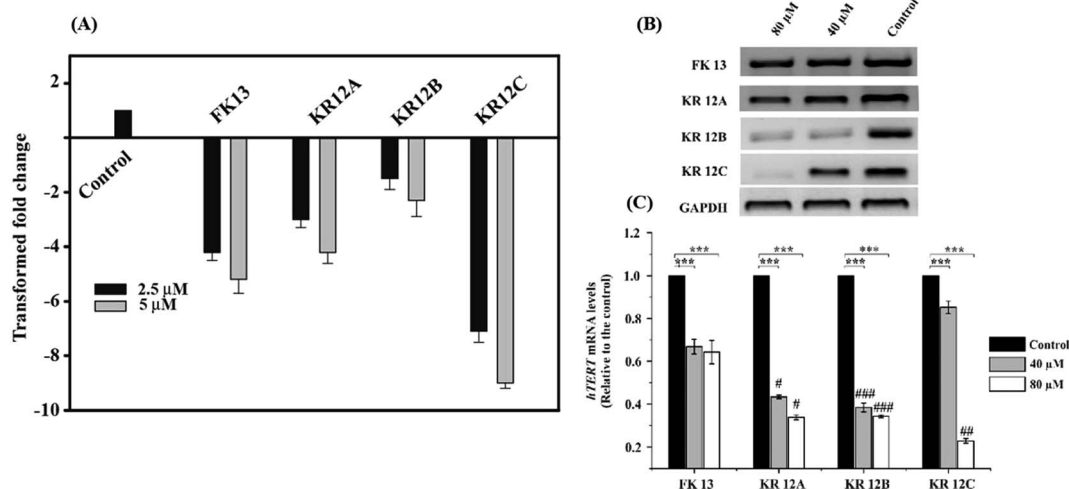 (A)
2
-2
-4
-6
-8
-10
Transformed fold change
Control
FK13
KR12A
KR12B
KR12C
2.5 µM
5 µM
(B)
80 µM
40 µM
Control
FK 13
KR 12A
KR 12B
KR 12C
GAPDH
(C)
1.2
1.0
0.8
0.6
0.4
0.2
hTERT mRNA levels
(Relative to the control)
***
***
***
***
***
***
***
***
#
#
###
###
##
FK 13
KR 12A
KR 12B
KR 12C
Control
40 µM
80 µM